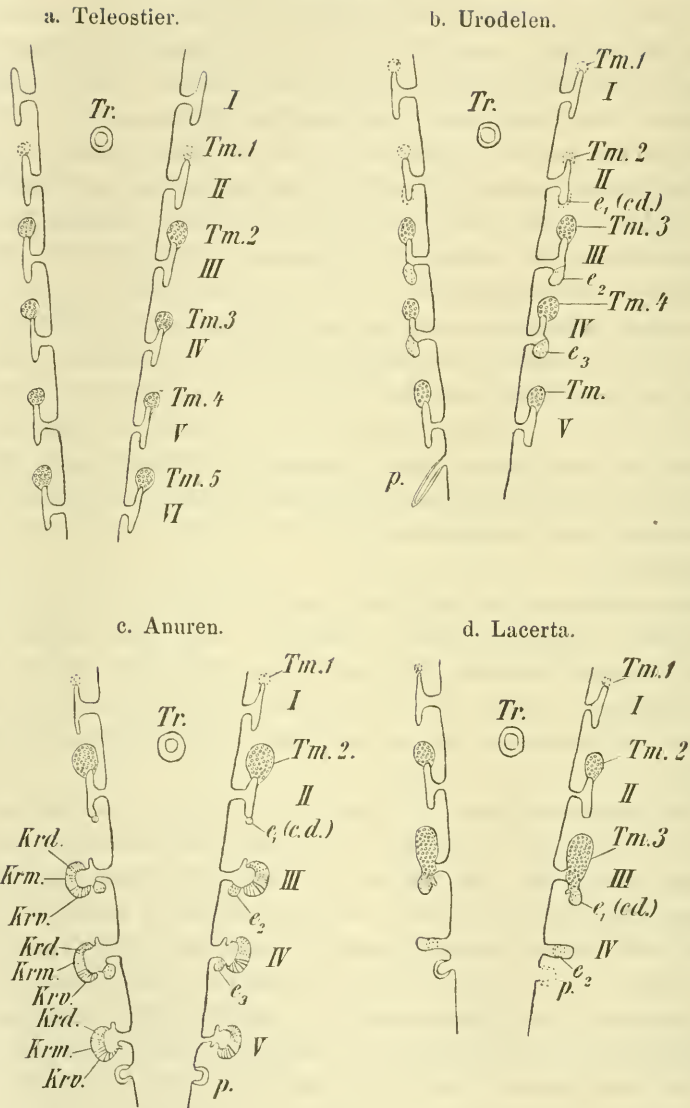 a. Teleostier.
I
Tr.
Tm. 1
II
Tm. 2
III
Tm. 3
IV
Tm. 4
V
Tm. 5
VI
b. Urodelen.
Tm. 1
I
Tr.
Tm. 2
II
e1 (cd.)
Tm. 3
III
e2
Tm. 4
IV
e3
Tm.
V
p.
c. Anuren.
Tm. 1
I
Tr.
Tm. 2.
II
e1 (c. d.)
Krd.
Krm.
III
Krv.
e2
Krd.
IV
Krm.
e3
Krv.
Krd.
Krm.
V
Krv.
p.
d. Lacerta.
Tm. 1
I
Tr.
Tm. 2
II
Tm. 3
III
e1 (cd.)
IV
e2
p.